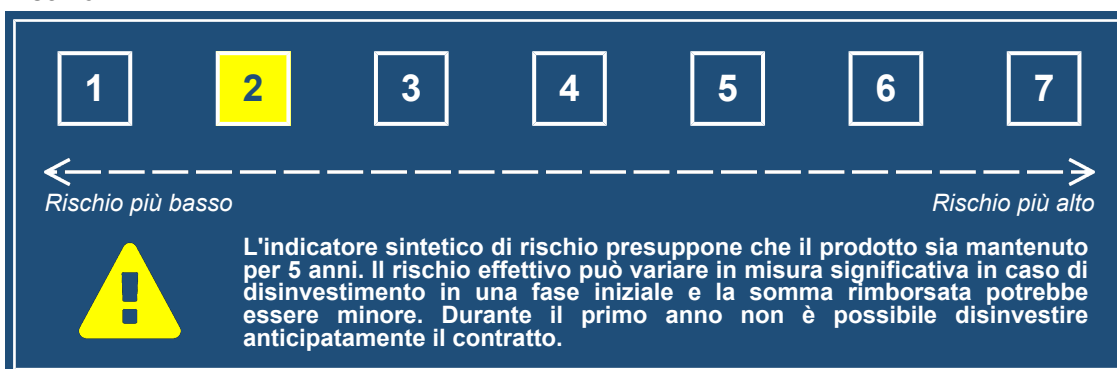 1 2 3 4 5 6 7
Rischio più basso Rischio più alto
L'indicatore sintetico di rischio presuppone che il prodotto sia mantenuto
per 5 anni. Il rischio effettivo può variare in misura significativa in caso di
disinvestimento in una fase iniziale e la somma rimborsata potrebbe
essere minore. Durante il primo anno non è possibile disinvestire
anticipatamente il contratto.